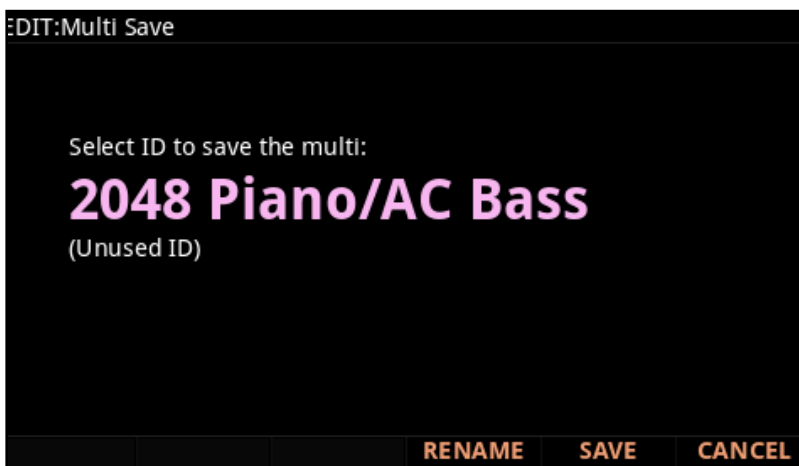 EDIT:Multi Save
Select ID to save the multi:
2048 Piano/AC Bass
(Unused ID)
RENAME SAVE CANCEL